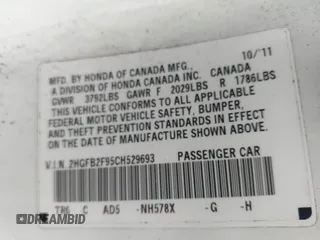 MFD. BY HONDA OF CANADA MFG., 10/'11
A DIVISION OF HONDA CANADA INC. CANADA
GVWR 3792LBS GAWR F 2029LBS R 1786LBS
THIS VEHICLE CONFORMS TO ALL APPLICABLE
FEDERAL MOTOR VEHICLE SAFETY, BUMPER,
AND THEFT PREVENTION STANDARDS IN EFFECT
ON THE DATE OF MANUFACTURE SHOWN ABOVE.
V.I.N. 2HGFB2F95CH529693 PASSENGER CAR
TR6 C AD5 -NH578X -G -H
DREAMBID